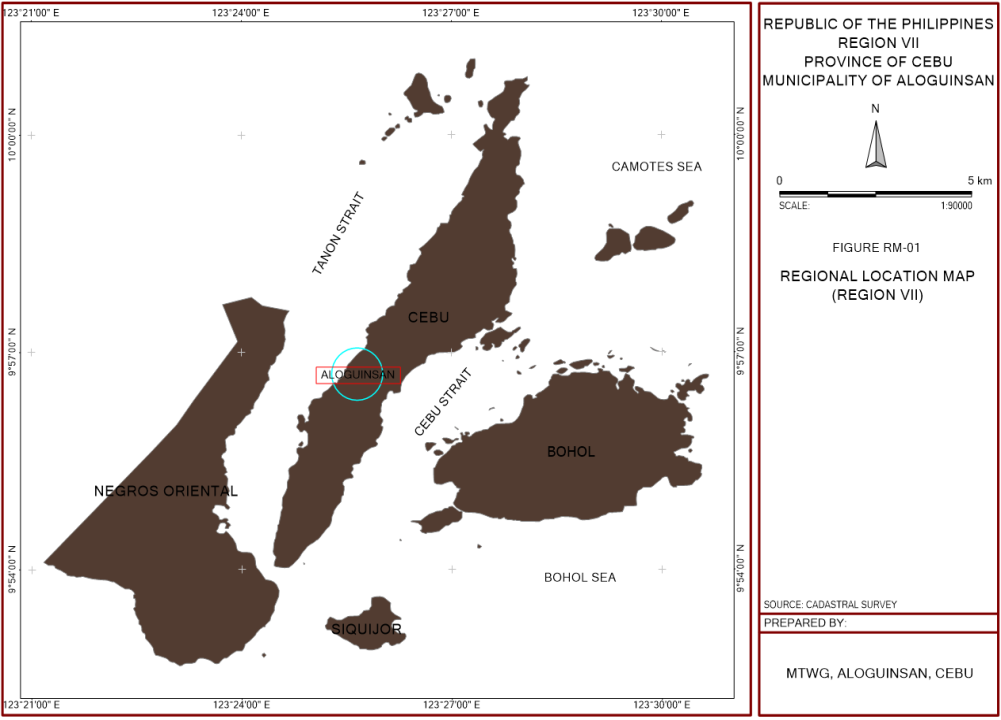 123°21'00" E
123°24'00" E
123°27'00" E
123°30'00" E
10°00'00" N
10°00'00" N
CAMOTES SEA
TANON STRAIT
CEBU
9°57'00" N
9°57'00" N
ALOGUINSAN
CEBU STRAIT
BOHOL
NEGROS ORIENTAL
9°54'00" N
9°54'00" N
BOHOL SEA
SIQUIJOR
123°21'00" E
123°24'00" E
123°27'00" E
123°30'00" E
REPUBLIC OF THE PHILIPPINES
REGION VII
PROVINCE OF CEBU
MUNICIPALITY OF ALOGUINSAN
N
0 5 km
SCALE: 1:90000
FIGURE RM-01
REGIONAL LOCATION MAP
(REGION VII)
SOURCE: CADASTRAL SURVEY
PREPARED BY:
MTWG, ALOGUINSAN, CEBU